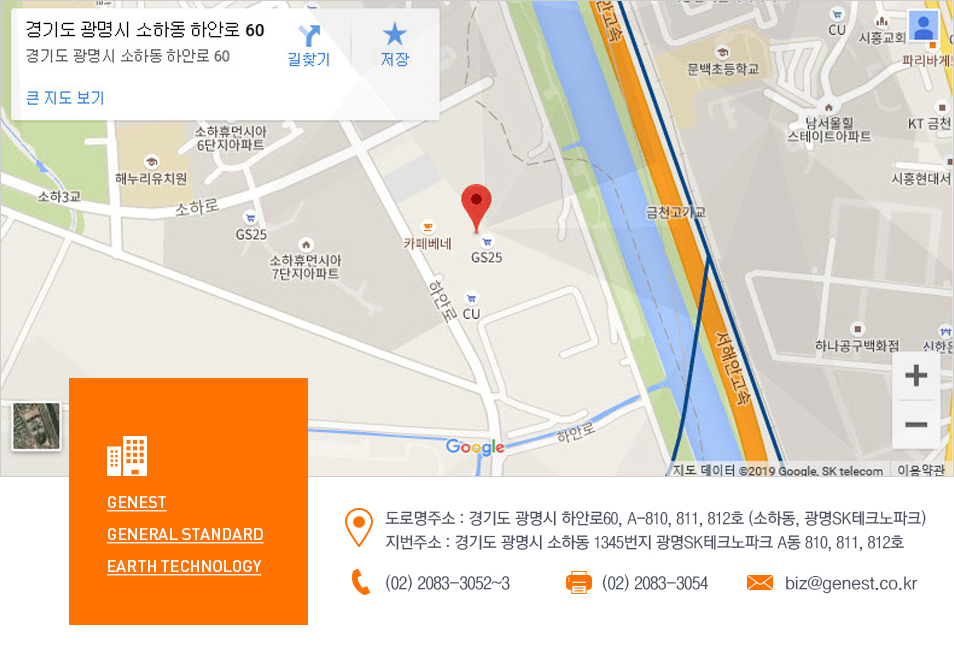 경기도 광명시 소하동 하안로 60
경기도 광명시 소하동 하안로 60
길찾기
저장
큰 지도 보기
CU
시흥교회
파리바게
문백초등학교
소하휴먼시아
6단지아파트
남서울힐
스테이트아파트
KT 금천
해누리유치원
시흥현대서
소하3교
소하로
금천고가교
GS25
카페베네
GS25
소하휴먼시아
7단지아파트
하안로
CU
서해안고속
서해안고속
하나공구백화점
신한은
하안로
Google
지도 데이터 ©2019 Google, SK telecom
이용약관
GENEST
GENERAL STANDARD
EARTH TECHNOLOGY
도로명주소 : 경기도 광명시 하안로60, A-810, 811, 812호 (소하동, 광명SK테크노파크)
지번주소 : 경기도 광명시 소하동 1345번지 광명SK테크노파크 A동 810, 811, 812호
(02) 2083-3052~3
(02) 2083-3054
biz@genest.co.kr